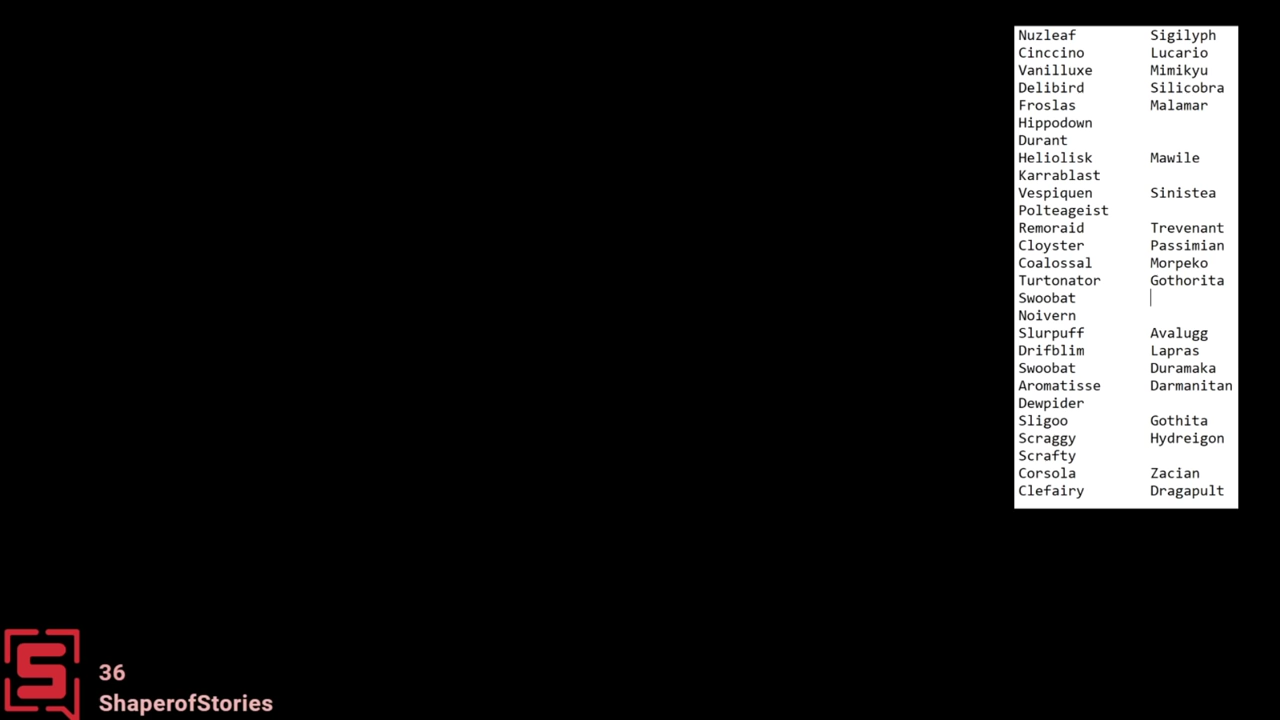 Nuzleaf Sigilyph
Cinccino Lucario
Vanilluxe Mimikyu
Delibird Silicobra
Froslas Malamar
Hippodown
Durant
Heliolisk Mawile
Karrablast
Vespiquen Sinistea
Polteageist
Remoraid Trevenant
Cloyster Passimian
Coalossal Morpeko
Turtonator Gothorita
Swoobat
Noivern
Slurpuff Avalugg
Drifblim Lapras
Swoobat Duramaka
Aromatisse Darmanitan
Dewpider
Sligoo Gothita
Scraggy Hydreigon
Scrafty
Corsola Zacian
Clefairy Dragapult
36
ShaperofStories